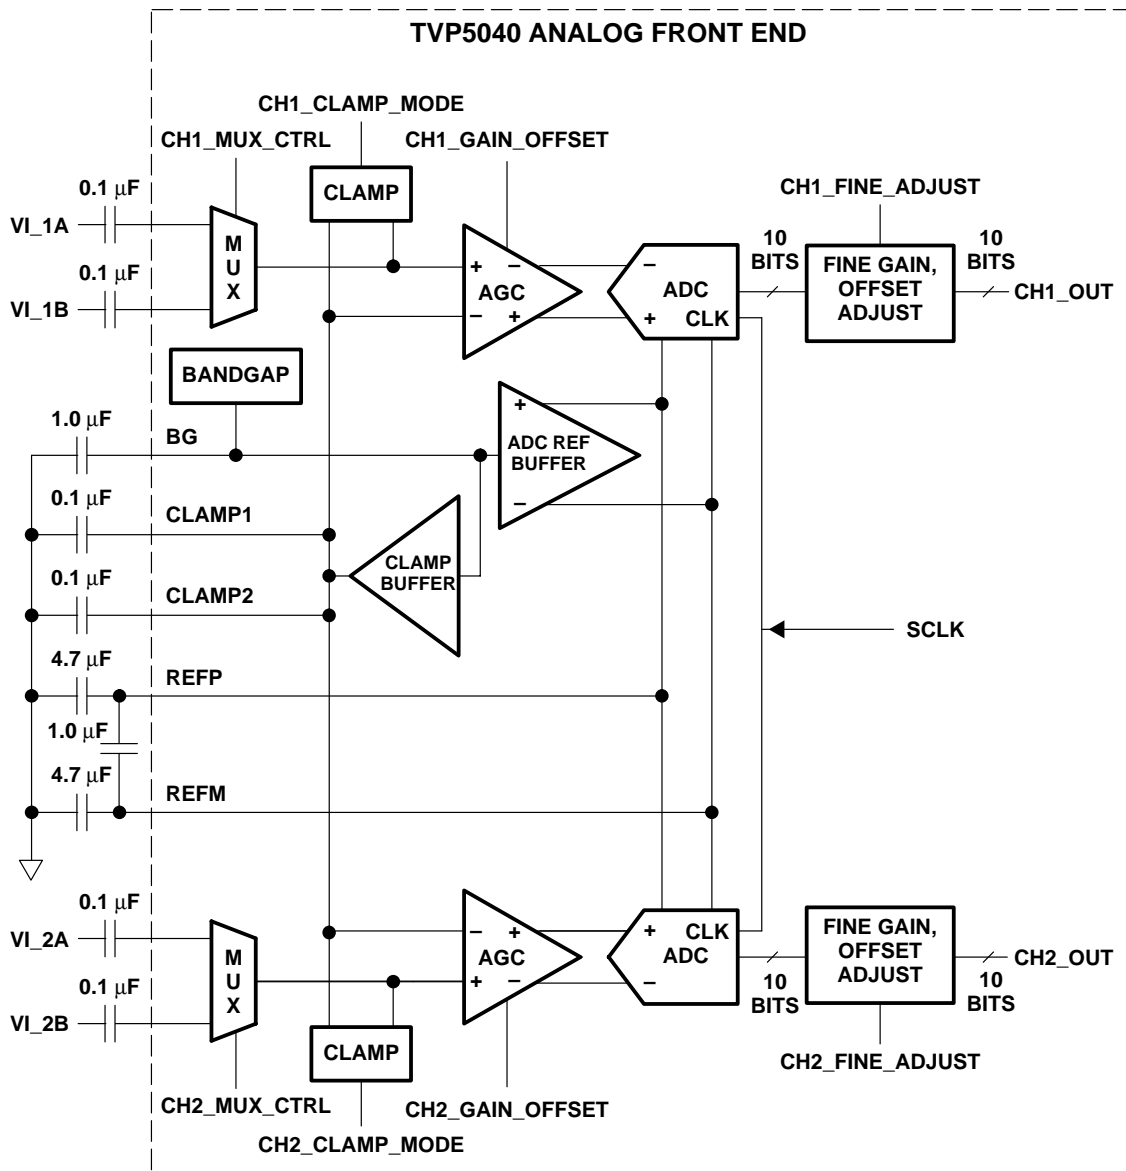 TVP5040 ANALOG FRONT END
CH1_CLAMP_MODE
CH1_MUX_CTRL
CH1_GAIN_OFFSET
0.1 μF
CLAMP
CH1_FINE_ADJUST
VI_1A
MUX
10
BITS
10
BITS
+
−
−
FINE GAIN,
OFFSET
ADJUST
0.1 μF
AGC
ADC
CH1_OUT
VI_1B
−
+
+
CLK
BANDGAP
1.0 μF
BG
+
ADC REF
BUFFER
−
0.1 μF
CLAMP1
CLAMP
BUFFER
0.1 μF
CLAMP2
SCLK
4.7 μF
REFP
1.0 μF
4.7 μF
REFM
0.1 μF
VI_2A
MUX
−
+
+
CLK
FINE GAIN,
OFFSET
ADJUST
AGC
ADC
CH2_OUT
0.1 μF
+
−
−
10
BITS
10
BITS
VI_2B
CLAMP
CH2_FINE_ADJUST
CH2_MUX_CTRL
CH2_GAIN_OFFSET
CH2_CLAMP_MODE